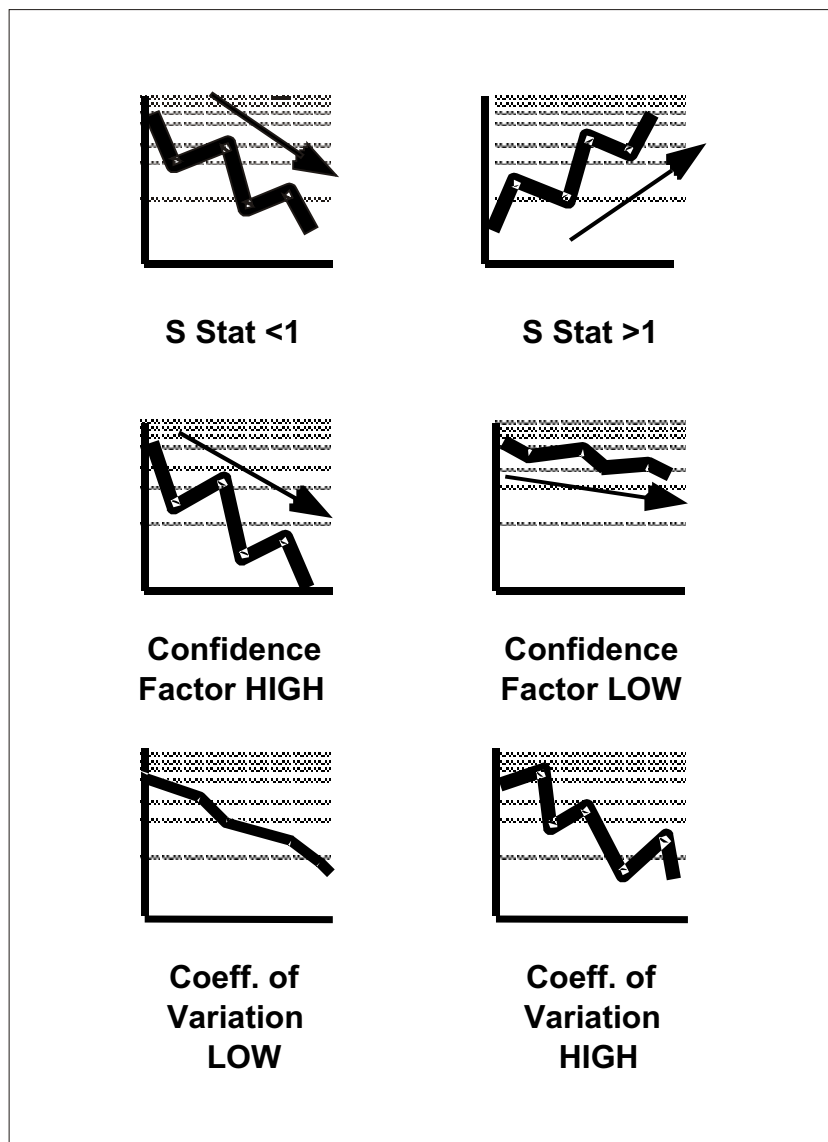 S Stat <1
S Stat >1
Confidence
Factor HIGH
Confidence
Factor LOW
Coeff. of
Variation
LOW
Coeff. of
Variation
HIGH